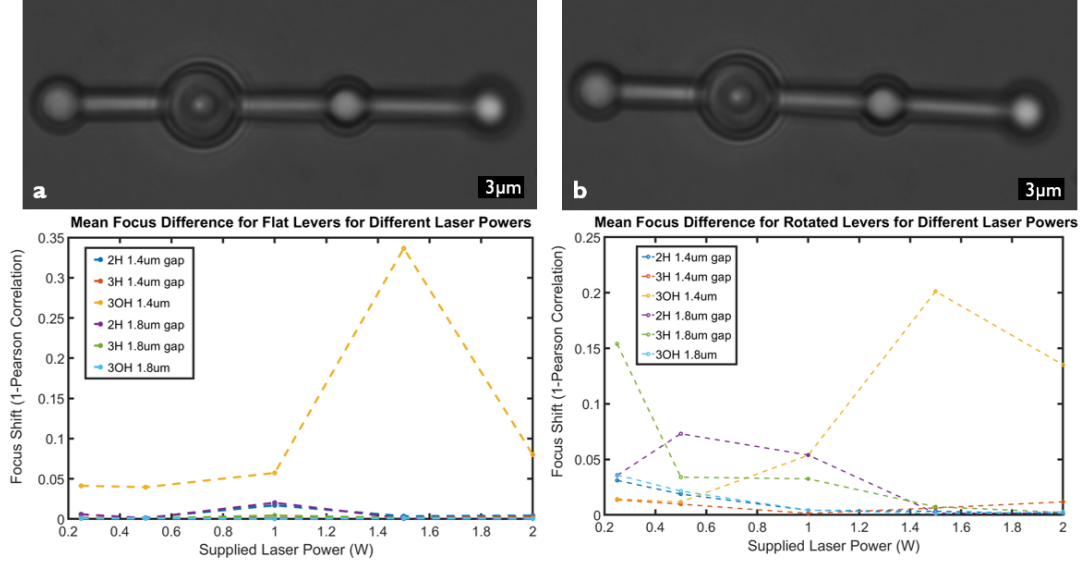 a
3µm
b
3µm
Mean Focus Difference for Flat Levers for Different Laser Powers
Focus Shift (1-Pearson Correlation)
0.35
0.3
0.25
0.2
0.15
0.1
0.05
0
2H 1.4um gap
3H 1.4um gap
3OH 1.4um
2H 1.8um gap
3H 1.8um gap
3OH 1.8um
0.2 0.4 0.6 0.8 1 1.2 1.4 1.6 1.8 2
Supplied Laser Power (W)
Mean Focus Difference for Rotated Levers for Different Laser Powers
Focus Shift (1-Pearson Correlation)
0.25
0.2
0.15
0.1
0.05
0
2H 1.4um gap
3H 1.4um gap
3OH 1.4um
2H 1.8um gap
3H 1.8um gap
3OH 1.8um
0.2 0.4 0.6 0.8 1 1.2 1.4 1.6 1.8 2
Supplied Laser Power (W)